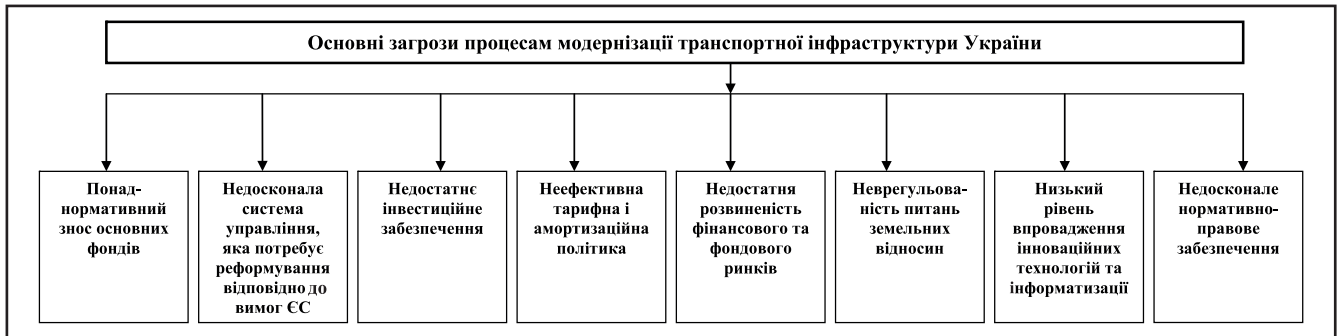 Основні загрози процесам модернізації транспортної інфраструктури України
Понад-
нормативний
знос основних
фондів
Недосконала
система
управління,
яка потребує
реформування
відповідно до
вимог ЄС
Недостатнє
інвестиційне
забезпечення
Неефективна
тарифна і
амортизаційна
політика
Недостатня
розвиненість
фінансового та
фондового
ринків
Неврегульова-
ність питань
земельних
відносин
Низький
рівень
впровадження
інноваційних
технологій та
інформатизації
Недосконале
нормативно-
правове
забезпечення